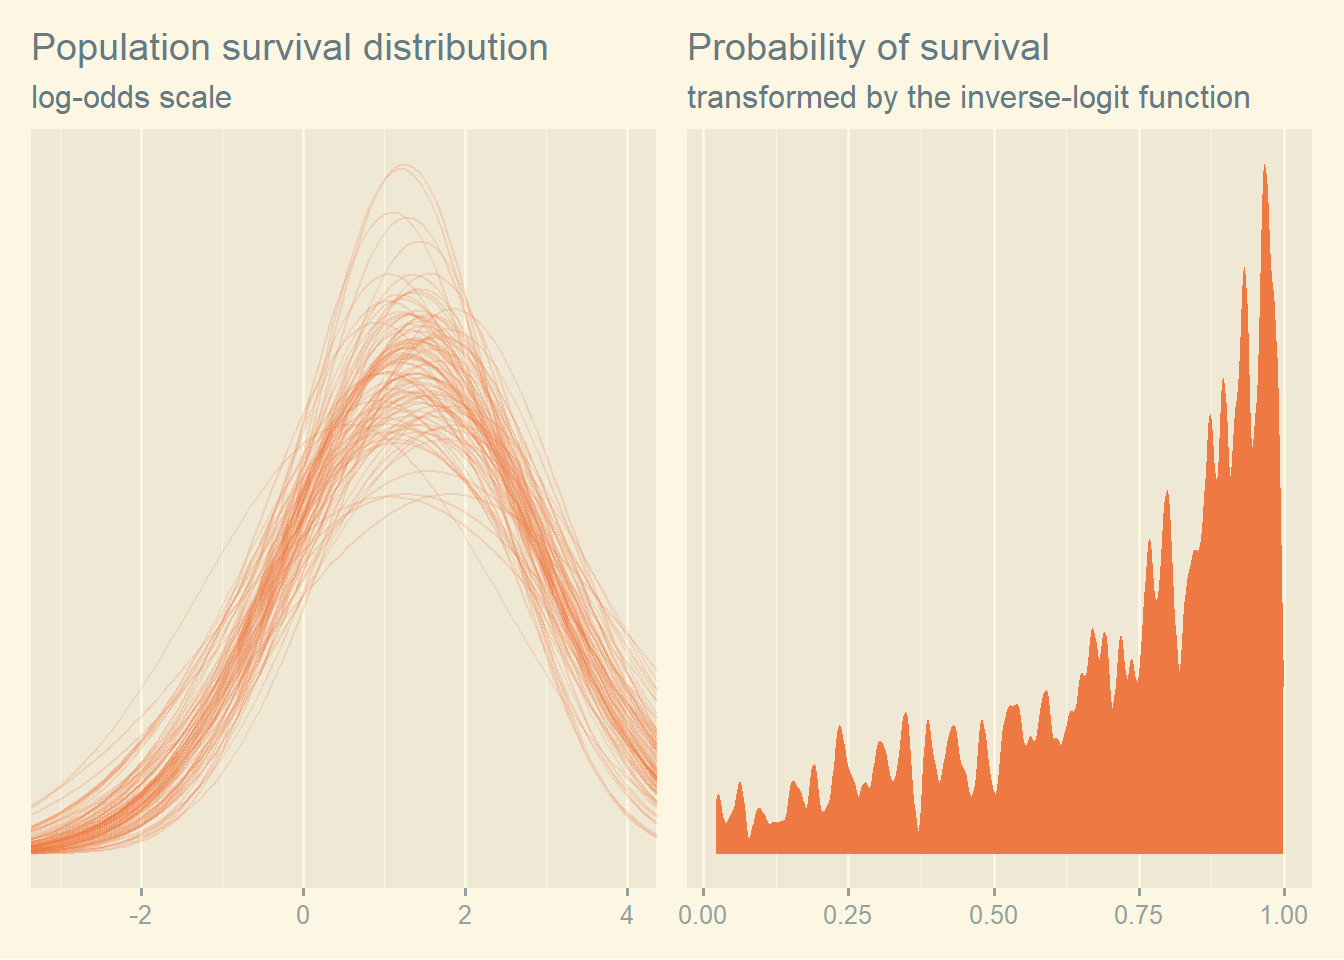 Population survival distribution
log-odds scale
-2 0 2 4
Probability of survival
transformed by the inverse-logit function
0.00 0.25 0.50 0.75 1.00